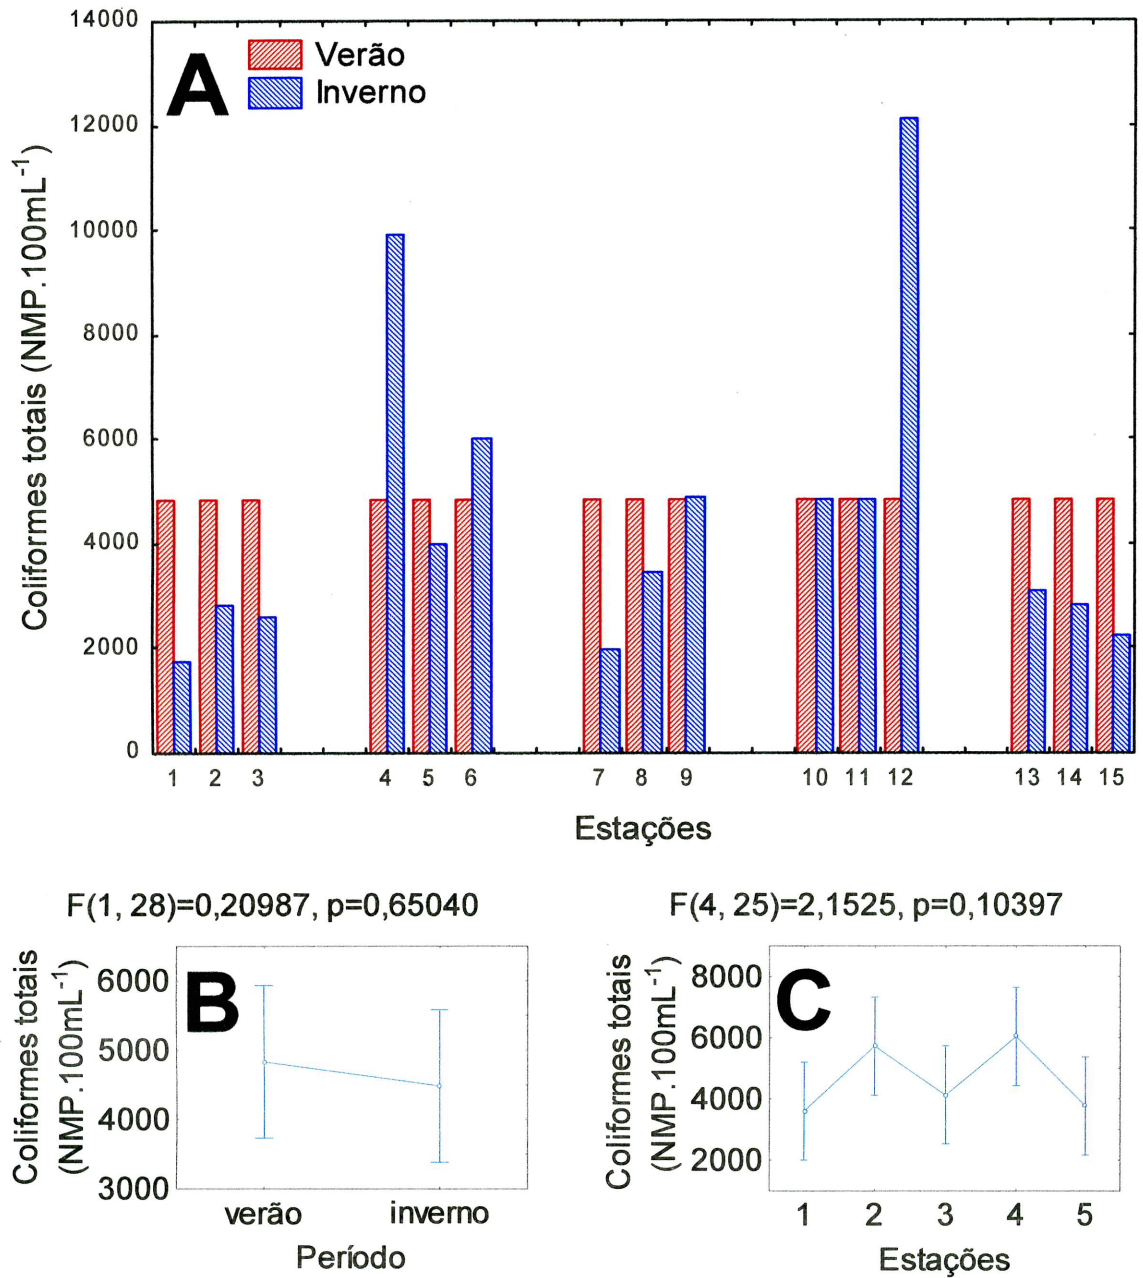 14000
12000
10000
8000
6000
4000
2000
0
Coliformes totais (NMP.100mL⁻¹)
A
Verão
Inverno
1 2 3 4 5 6 7 8 9 10 11 12 13 14 15
Estações
F(1, 28)=0,20987, p=0,65040
B
Coliformes totais
(NMP.100mL⁻¹)
6000
5000
4000
3000
verão inverno
Período
F(4, 25)=2,1525, p=0,10397
C
Coliformes totais
(NMP.100mL⁻¹)
8000
6000
4000
2000
1 2 3 4 5
Estações